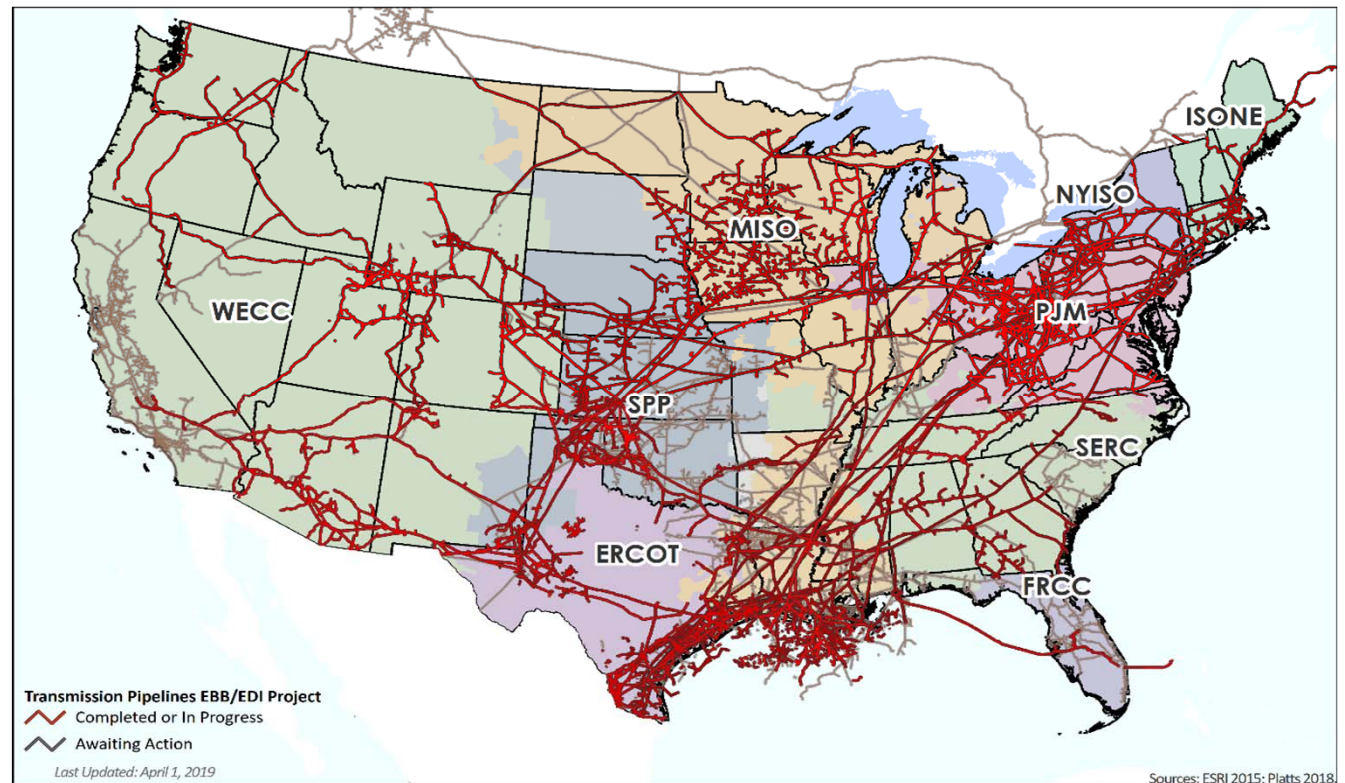 ISONE
NYISO
MISO
WECC
PJM
SPP
SERC
ERCOT
FRCC
Transmission Pipelines EBB/EDI Project
Completed or In Progress
Awaiting Action
Last Updated: April 1, 2019
Sources: ESRI 2015; Platts 2018.